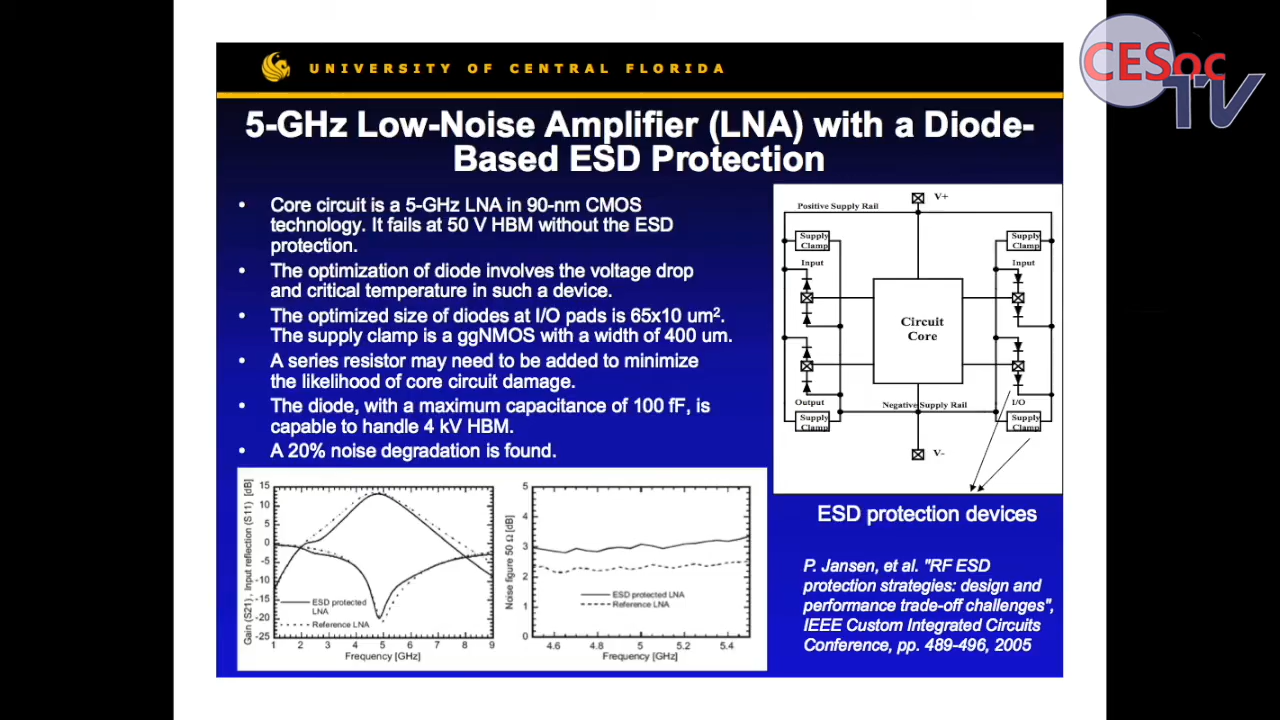 CESoc
TV
UNIVERSITY OF CENTRAL FLORIDA
5-GHz Low-Noise Amplifier (LNA) with a Diode-
Based ESD Protection
• Core circuit is a 5-GHz LNA in 90-nm CMOS
technology. It fails at 50 V HBM without the ESD
protection.
• The optimization of diode involves the voltage drop
and critical temperature in such a device.
• The optimized size of diodes at I/O pads is 65x10 um².
The supply clamp is a ggNMOS with a width of 400 um.
• A series resistor may need to be added to minimize
the likelihood of core circuit damage.
• The diode, with a maximum capacitance of 100 fF, is
capable to handle 4 kV HBM.
• A 20% noise degradation is found.
V+
Positive Supply Rail
Supply
Clamp
Supply
Clamp
Input
Input
Circuit
Core
Output
Negative Supply Rail
I/O
Supply
Clamp
Supply
Clamp
V-
ESD protection devices
P. Jansen, et al. "RF ESD
protection strategies: design and
performance trade-off challenges",
IEEE Custom Integrated Circuits
Conference, pp. 489-496, 2005
Gain (S21), Input reflection (S11) [dB]
15
10
5
0
-5
-10
-15
-20
-25
ESD protected
LNA
Reference LNA
1 2 3 4 5 6 7 8 9
Frequency [GHz]
Noise figure 50 Ω [dB]
5
4
3
2
1
0
ESD protected LNA
Reference LNA
4.6 4.8 5 5.2 5.4
Frequency [GHz]